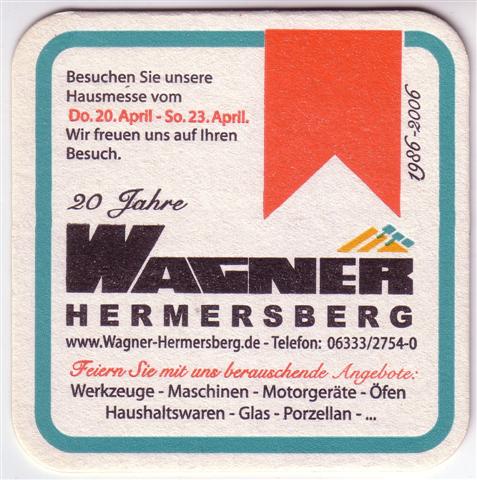 Besuchen Sie unsere
Hausmesse vom
Do. 20. April - So. 23. April.
Wir freuen uns auf Ihren
Besuch.
1986-2006
20 Jahre
WAGNER
HERMERSBERG
www.Wagner-Hermersberg.de - Telefon: 06333/2754-0
Feiern Sie mit uns berauschende Angebote:
Werkzeuge - Maschinen - Motorgeräte - Öfen
Haushaltswaren - Glas - Porzellan - ...